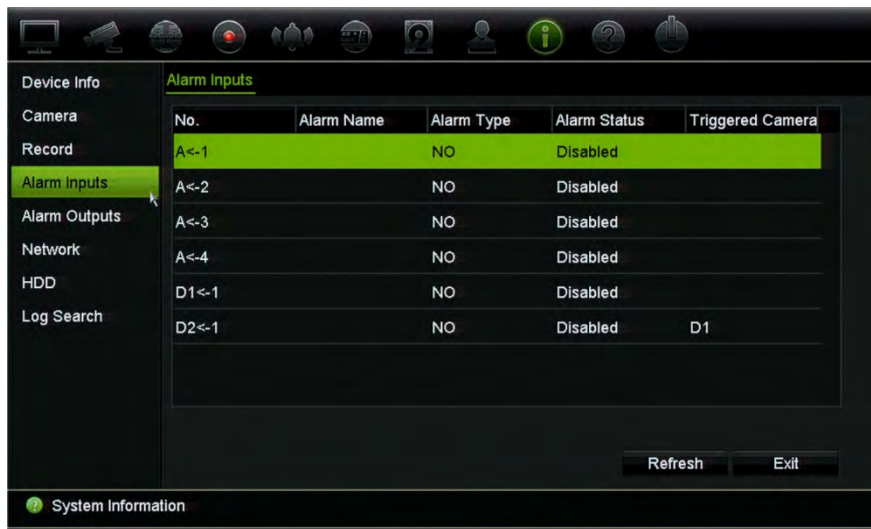 Device Info
Camera
Record
Alarm Inputs
Alarm Outputs
Network
HDD
Log Search
Alarm Inputs
No. Alarm Name Alarm Type Alarm Status Triggered Camera
A<-1 NO Disabled
A<-2 NO Disabled
A<-3 NO Disabled
A<-4 NO Disabled
D1<-1 NO Disabled
D2<-1 NO Disabled D1
Refresh Exit
System Information